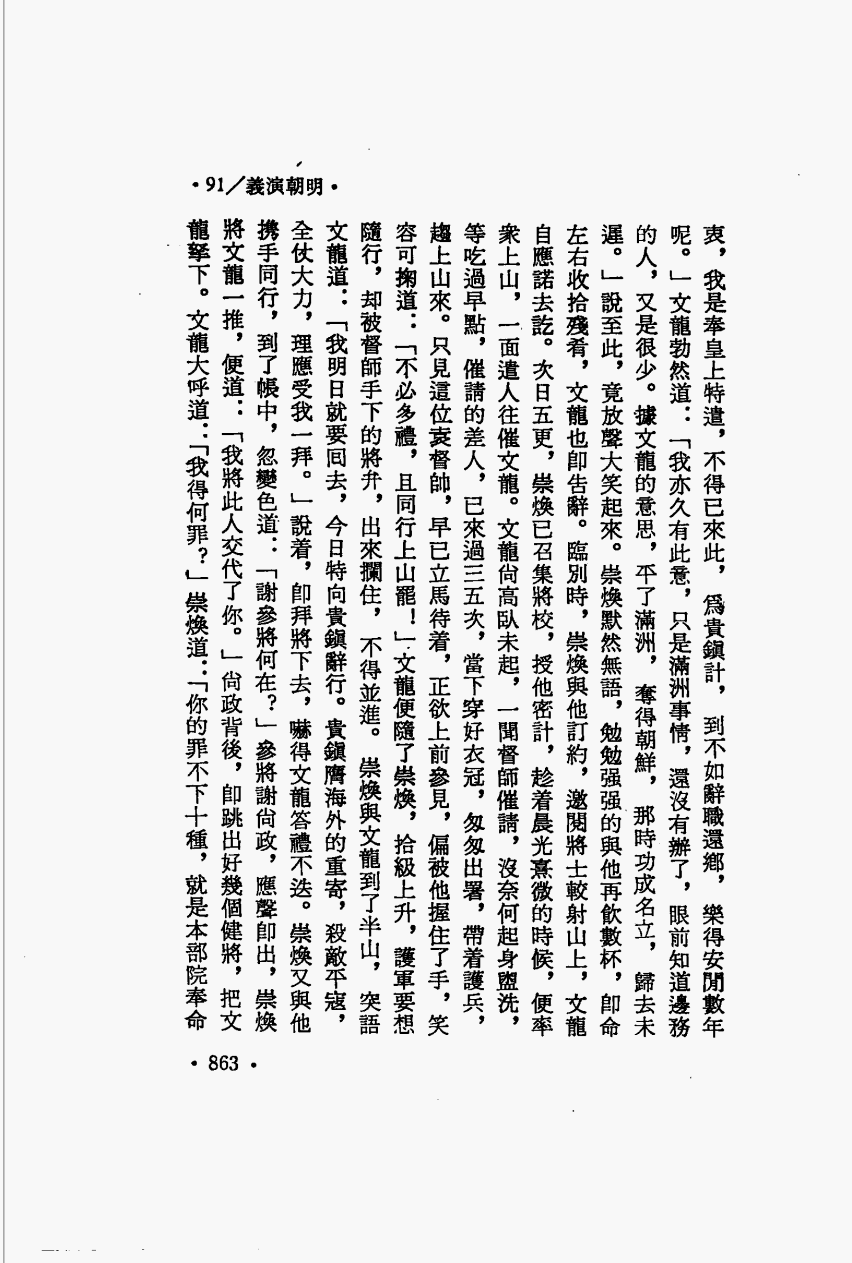 •91／義演朝明•
衷，我是奉皇上特遣，不得已來此，爲貴鎭計，到不如辭職還鄕，樂得安閒數年
呢。」文龍勃然道：「我亦久有此意，只是滿洲事情，還沒有辦了，眼前知道邊務
的人，又是很少。據文龍的意思，平了滿洲，奪得朝鮮，那時功成名立，歸去未
遲。」說至此，竟放聲大笑起來。崇煥默然無語，勉勉强强的與他再飮數杯，卽命
左右收拾殘肴，文龍也卽告辭。臨別時，崇煥與他訂約，邀閱將士較射山上，文龍
自應諾去訖。次日五更，崇煥已召集將校，授他密計，趁着晨光熹微的時候，便率
衆上山，一面遣人往催文龍。文龍尙高臥未起，一聞督師催請，沒奈何起身盥洗，
等吃過早點，催請的差人，已來過三五次，當下穿好衣冠，匆匆出署，帶着護兵，
趨上山來。只見這位袁督帥，早已立馬待着，正欲上前參見，偏被他握住了手，笑
容可掬道：「不必多禮，且同行上山罷！」文龍便隨了崇煥，拾級上升，護軍要想
隨行，却被督師手下的將弁，出來攔住，不得並進。崇煥與文龍到了半山，突語
文龍道：「我明日就要囘去，今日特向貴鎭辭行。貴鎭膺海外的重寄，殺敵平寇，
全仗大力，理應受我一拜。」說着，卽拜將下去，嚇得文龍答禮不迭。崇煥又與他
携手同行，到了帳中，忽變色道：「謝參將何在？」參將謝尙政，應聲卽出，崇煥
將文龍一推，便道：「我將此人交代了你。」尙政背後，卽跳出好幾個健將，把文
龍拏下。文龍大呼道：「我得何罪？」崇煥道：「你的罪不下十種，就是本部院奉命
•863•